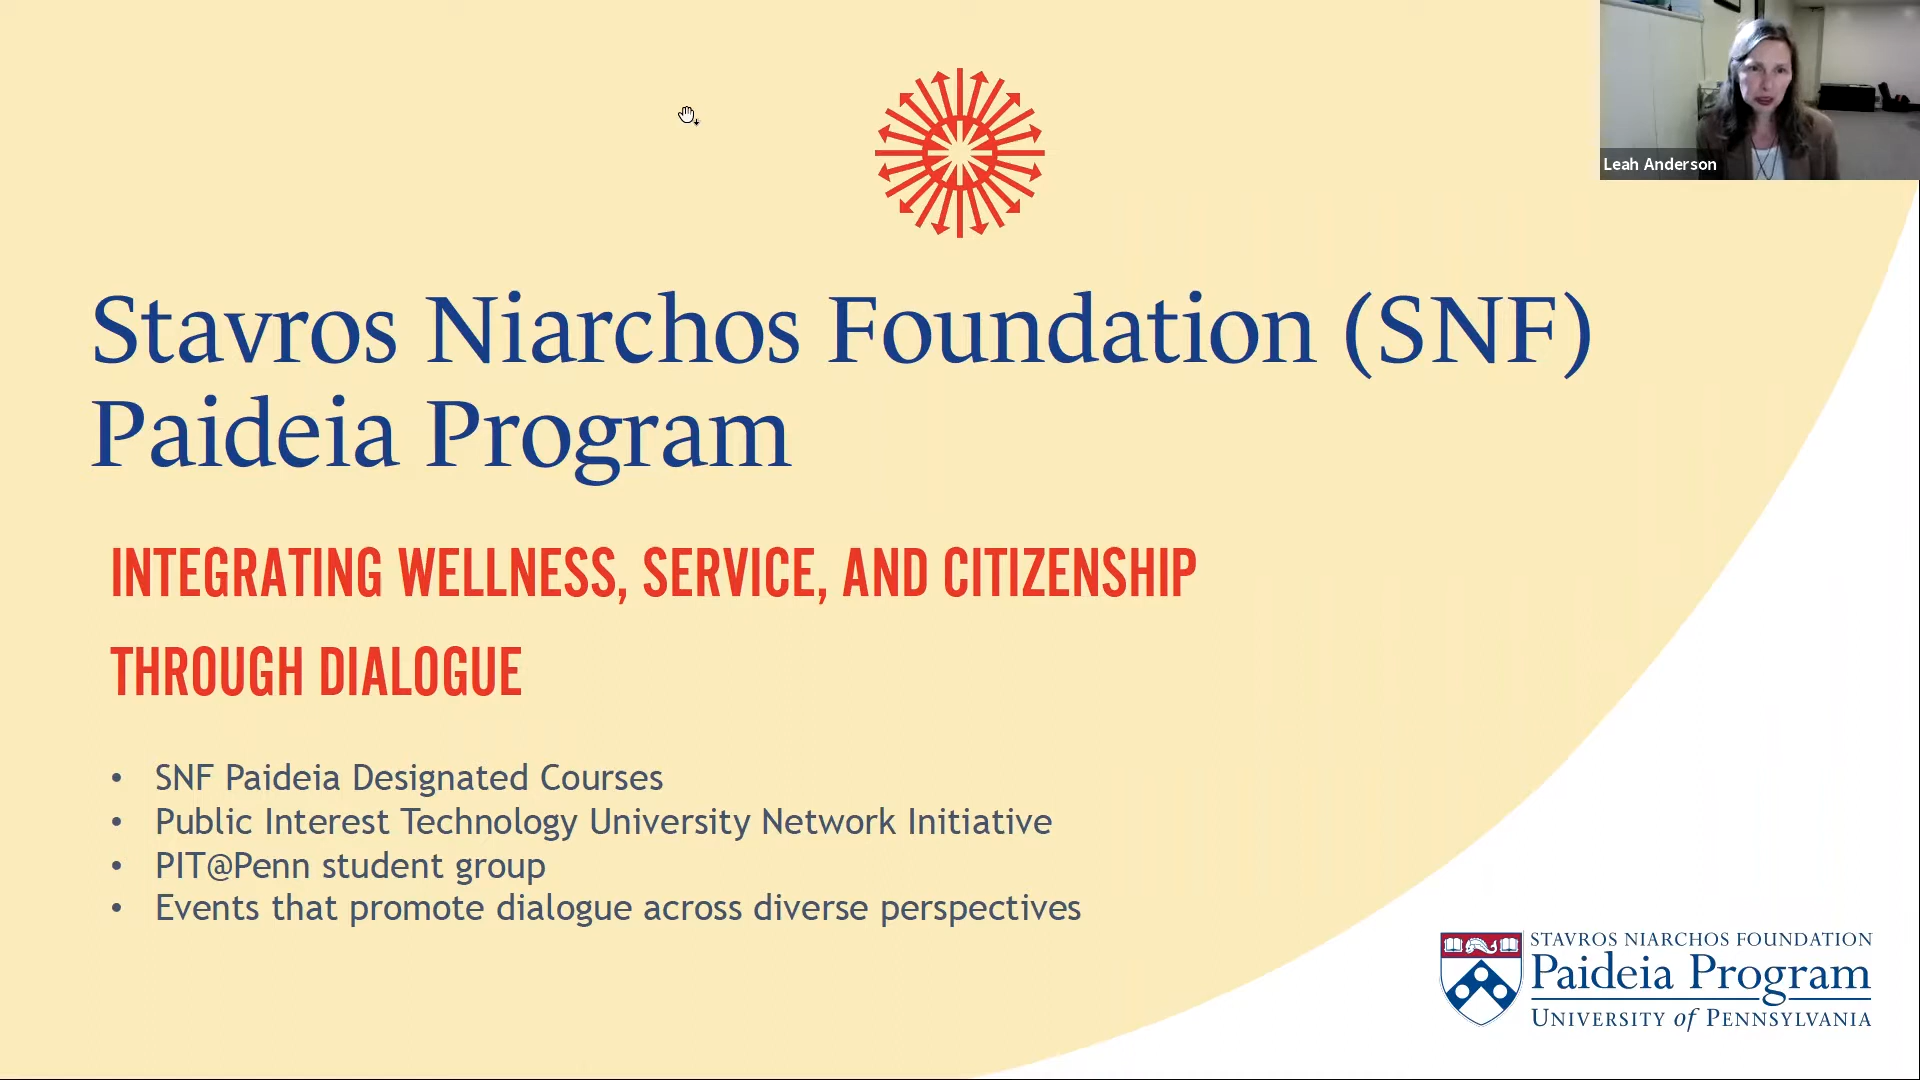 Leah Anderson
Stavros Niarchos Foundation (SNF)
Paideia Program
INTEGRATING WELLNESS, SERVICE, AND CITIZENSHIP
THROUGH DIALOGUE
• SNF Paideia Designated Courses
• Public Interest Technology University Network Initiative
• PIT@Penn student group
• Events that promote dialogue across diverse perspectives
STAVROS NIARCHOS FOUNDATION
Paideia Program
UNIVERSITY of PENNSYLVANIA